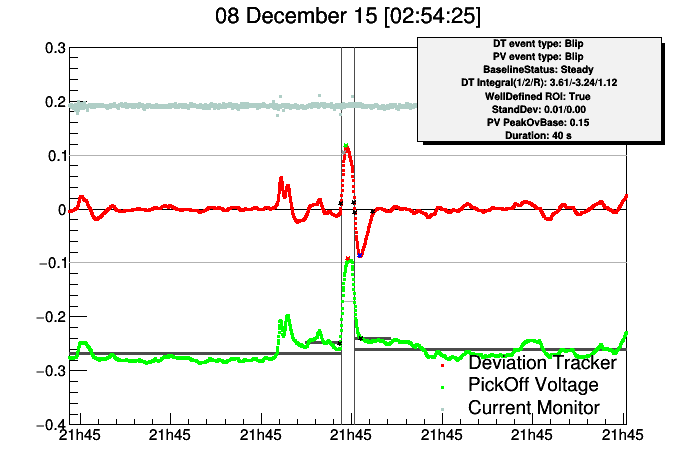 08 December 15 [02:54:25]
DT event type: Blip
PV event type: Blip
BaselineStatus: Steady
DT Integral(1/2/R): 3.61/-3.24/1.12
WellDefined ROI: True
StandDev: 0.01/0.00
PV PeakOvBase: 0.15
Duration: 40 s
0.3
0.2
0.1
0
−0.1
−0.2
−0.3
−0.4
Deviation Tracker
PickOff Voltage
Current Monitor
21h45 21h45 21h45 21h45 21h45 21h45 21h45